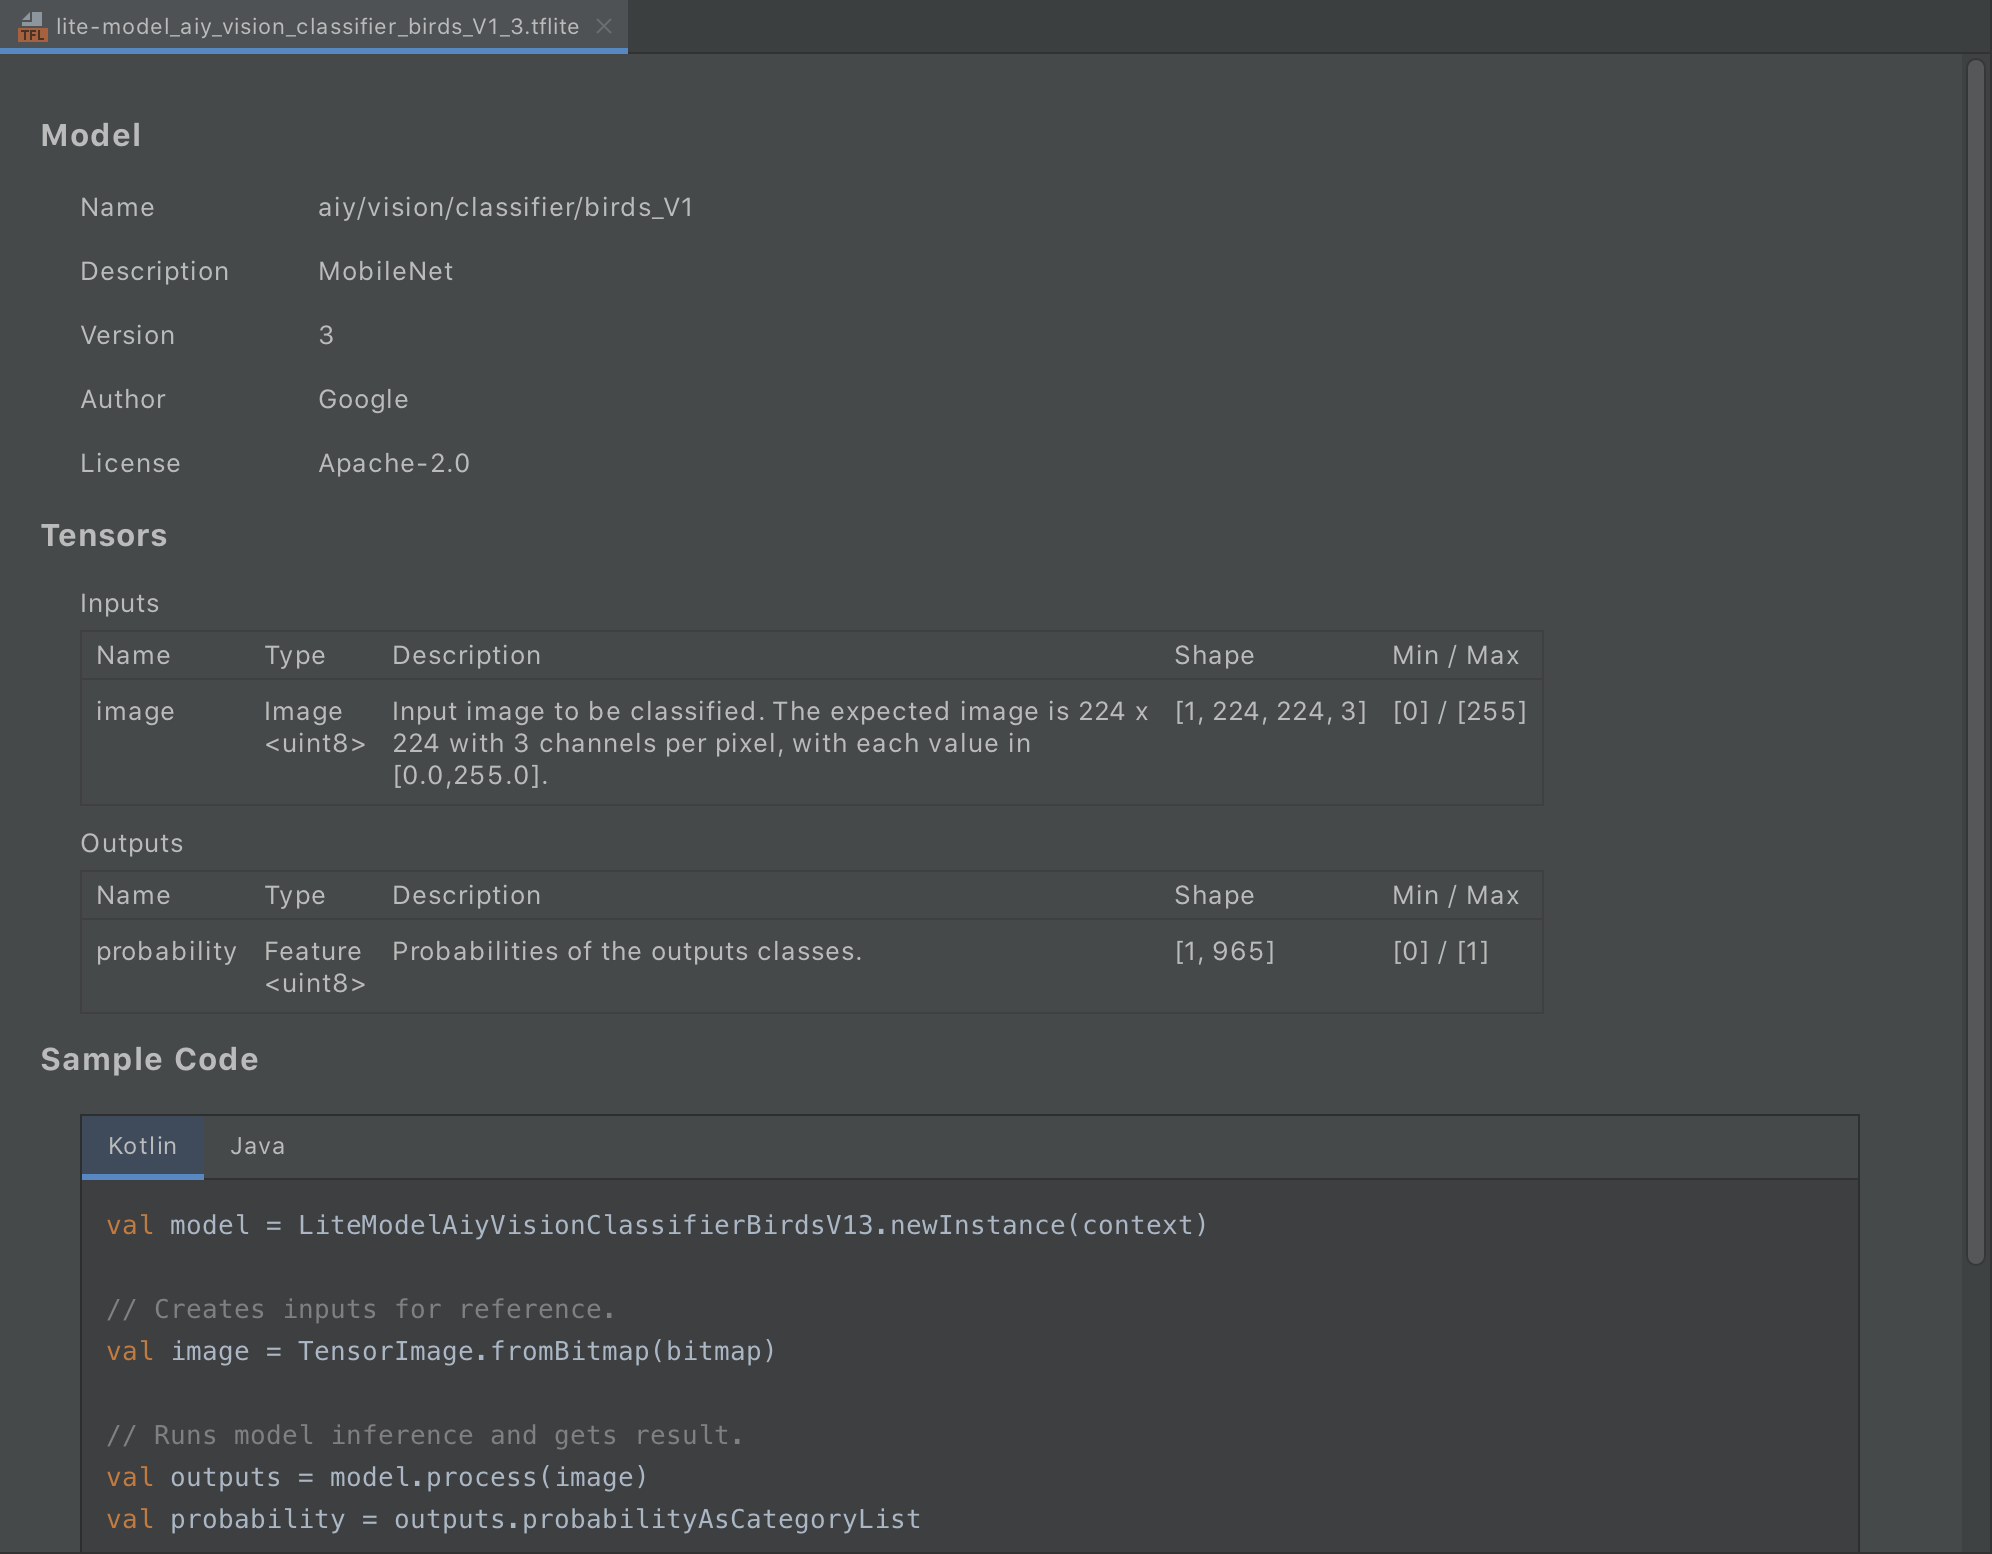 TFL lite-model_aiy_vision_classifier_birds_V1_3.tflite
Model
Name aiy/vision/classifier/birds_V1
Description MobileNet
Version 3
Author Google
License Apache-2.0
Tensors
Inputs
Name Type Description Shape Min / Max
image Image Input image to be classified. The expected image is 224 x [1, 224, 224, 3] [0] / [255]
<uint8> 224 with 3 channels per pixel, with each value in
[0.0,255.0].
Outputs
Name Type Description Shape Min / Max
probability Feature Probabilities of the outputs classes. [1, 965] [0] / [1]
<uint8>
Sample Code
Kotlin Java
val model = LiteModelAiyVisionClassifierBirdsV13.newInstance(context)
// Creates inputs for reference.
val image = TensorImage.fromBitmap(bitmap)
// Runs model inference and gets result.
val outputs = model.process(image)
val probability = outputs.probabilityAsCategoryList